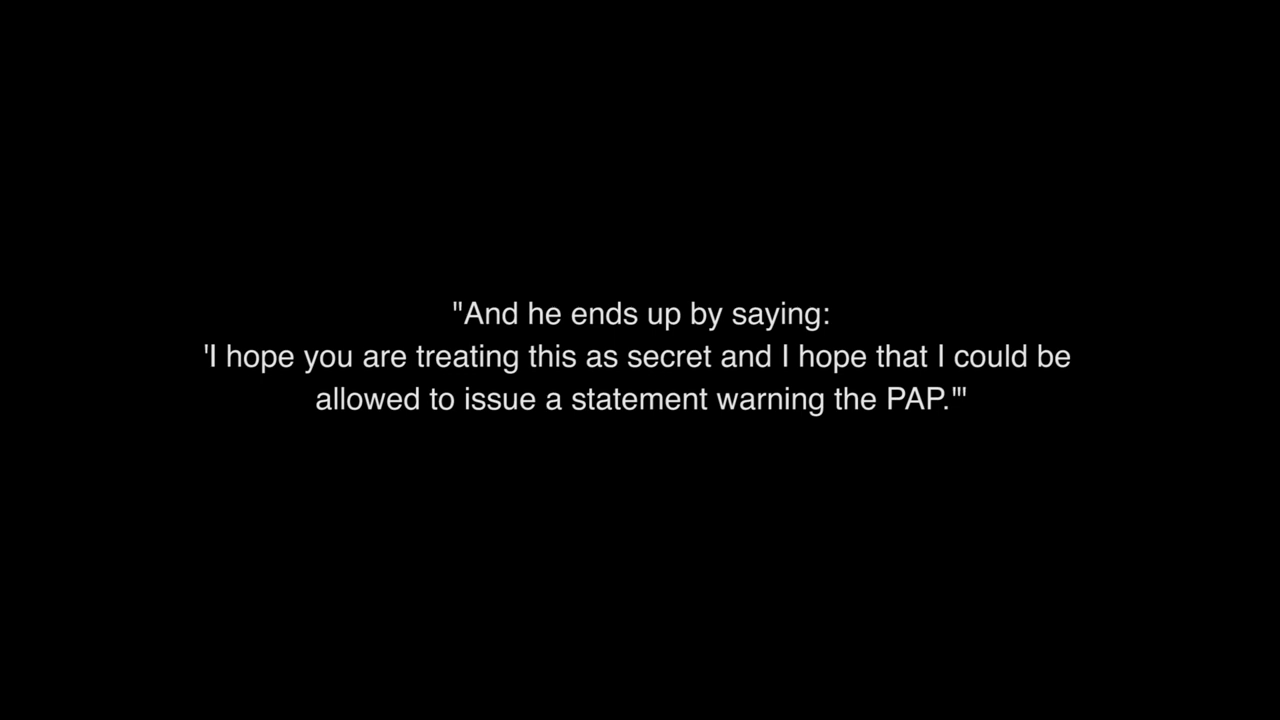 "And he ends up by saying:
'I hope you are treating this as secret and I hope that I could be
allowed to issue a statement warning the PAP.'"